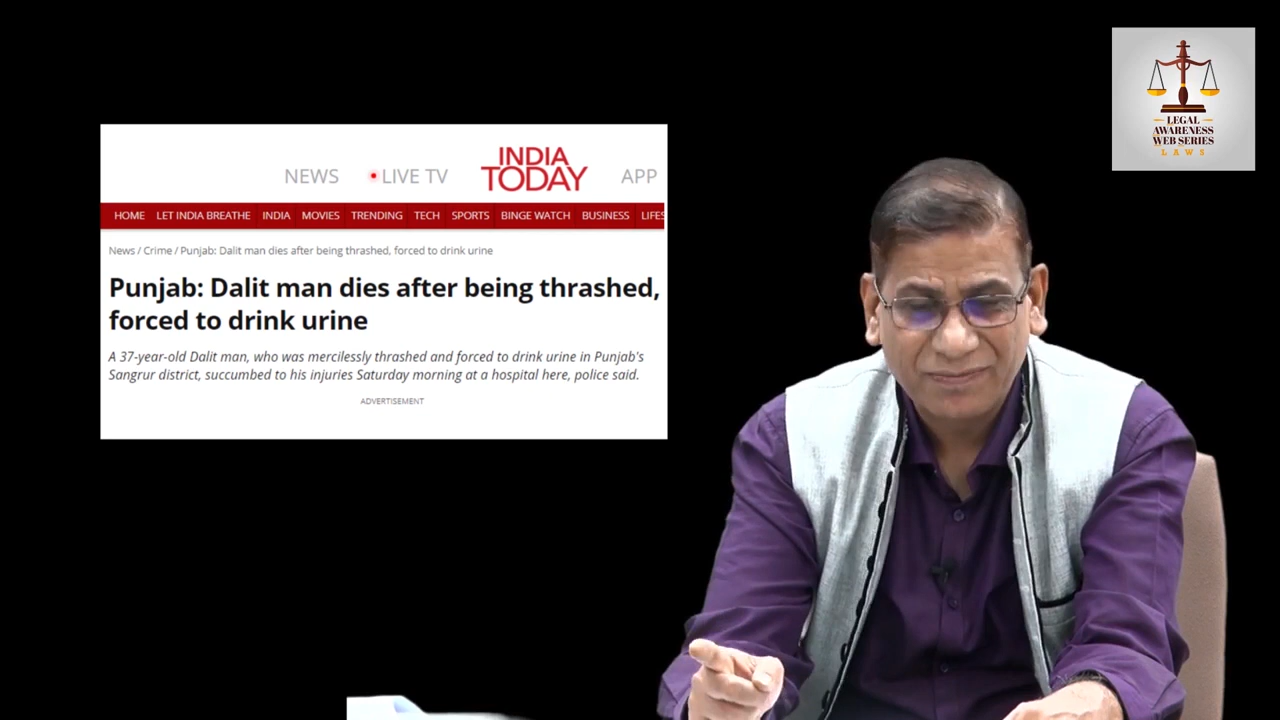 NEWS LIVE TV INDIA TODAY APP
HOME LET INDIA BREATHE INDIA MOVIES TRENDING TECH SPORTS BINGE WATCH BUSINESS LIFES
News / Crime / Punjab: Dalit man dies after being thrashed, forced to drink urine
Punjab: Dalit man dies after being thrashed,
forced to drink urine
A 37-year-old Dalit man, who was mercilessly thrashed and forced to drink urine in Punjab's
Sangrur district, succumbed to his injuries Saturday morning at a hospital here, police said.
ADVERTISEMENT
LEGAL
AWARENESS
WEB SERIES
LAWS